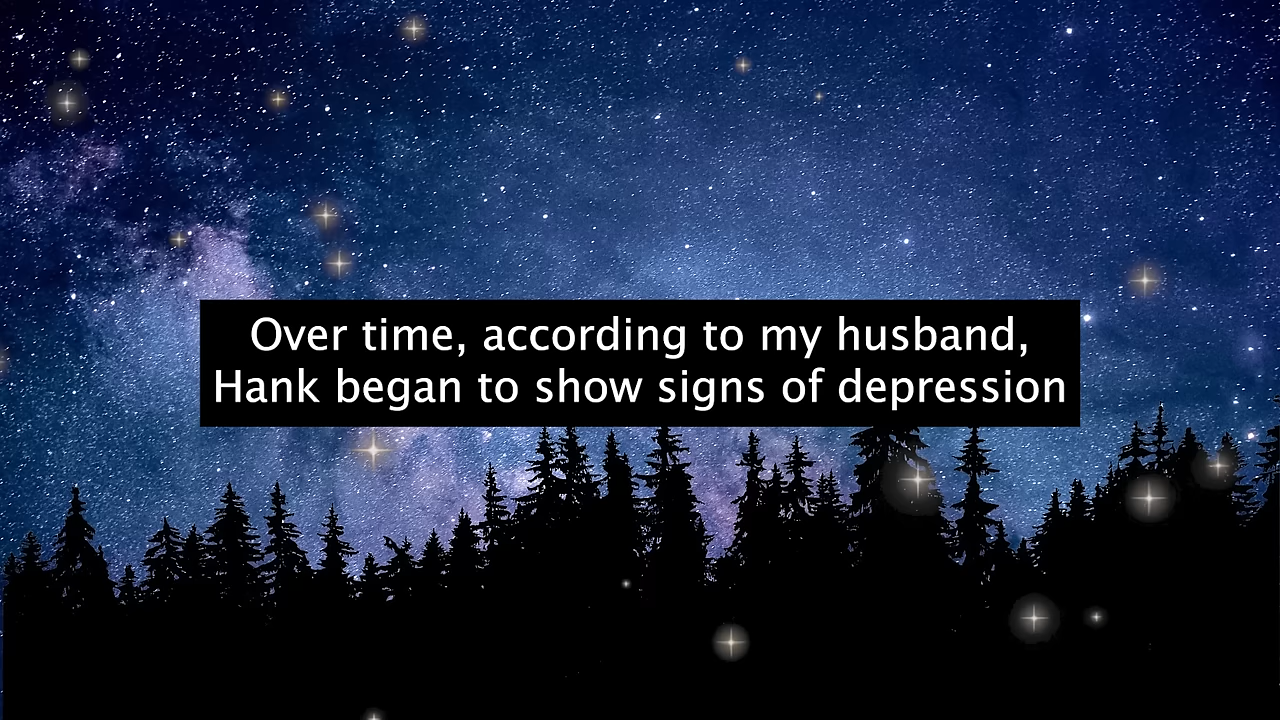 Over time, according to my husband,
Hank began to show signs of depression